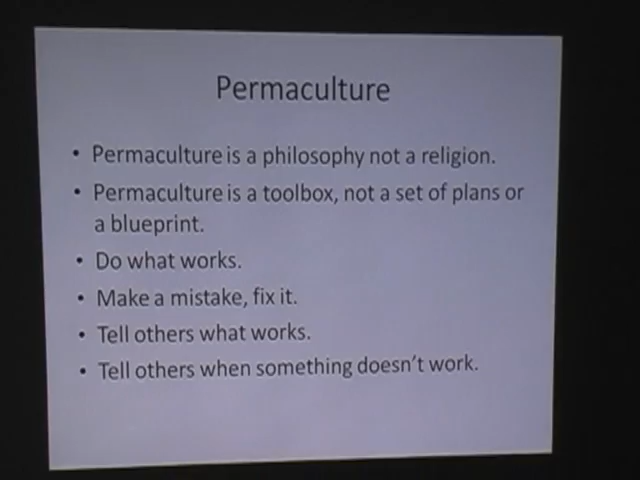 Permaculture
• Permaculture is a philosophy not a religion.
• Permaculture is a toolbox, not a set of plans or
a blueprint.
• Do what works.
• Make a mistake, fix it.
• Tell others what works.
• Tell others when something doesn't work.